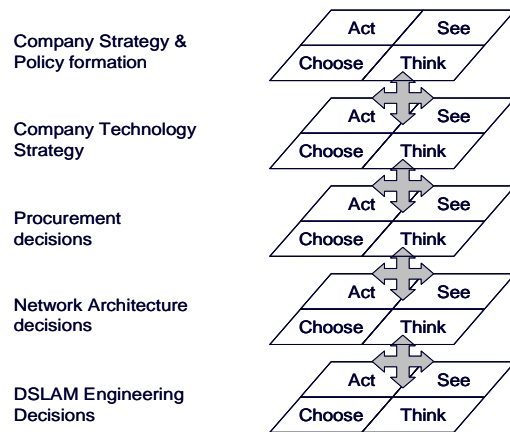 Company Strategy &
Policy formation
Act See
Choose Think
Company Technology
Strategy
Act See
Choose Think
Procurement
decisions
Act See
Choose Think
Network Architecture
decisions
Act See
Choose Think
DSLAM Engineering
Decisions
Act See
Choose Think